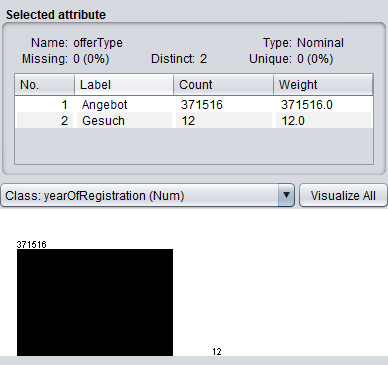 Selected attribute
Name: offerType Type: Nominal
Missing: 0 (0%) Distinct: 2 Unique: 0 (0%)
No. Label Count Weight
1 Angebot 371516 371516.0
2 Gesuch 12 12.0
Class: yearOfRegistration (Num) Visualize All
371516
12